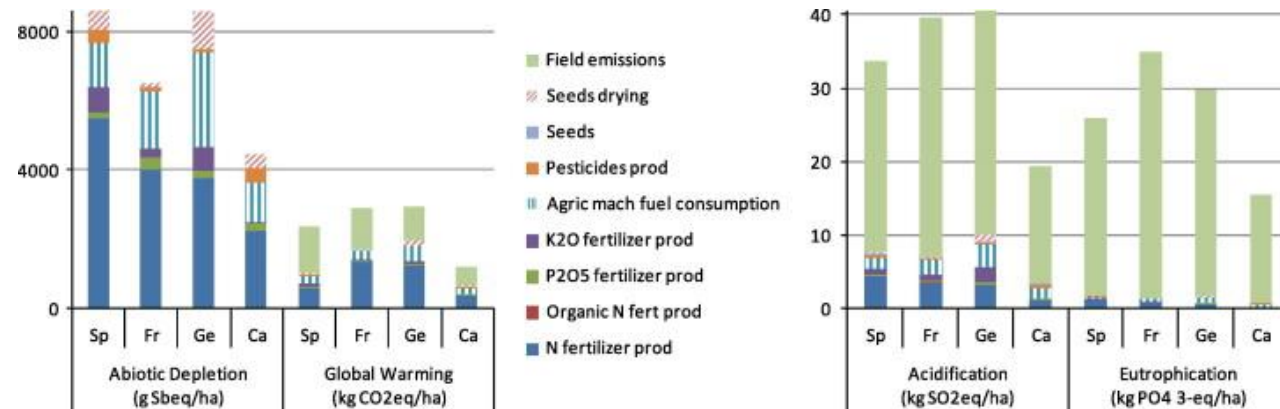 8000
4000
0
Sp Fr Ge Ca Sp Fr Ge Ca
Abiotic Depletion
(g Sbeq/ha)
Global Warming
(kg CO2eq/ha)
Field emissions
Seeds drying
Seeds
Pesticides prod
Agric mach fuel consumption
K2O fertilizer prod
P2O5 fertilizer prod
Organic N fert prod
N fertilizer prod
40
30
20
10
0
Sp Fr Ge Ca Sp Fr Ge Ca
Acidification
(kg SO2eq/ha)
Eutrophication
(kg PO4 3-eq/ha)